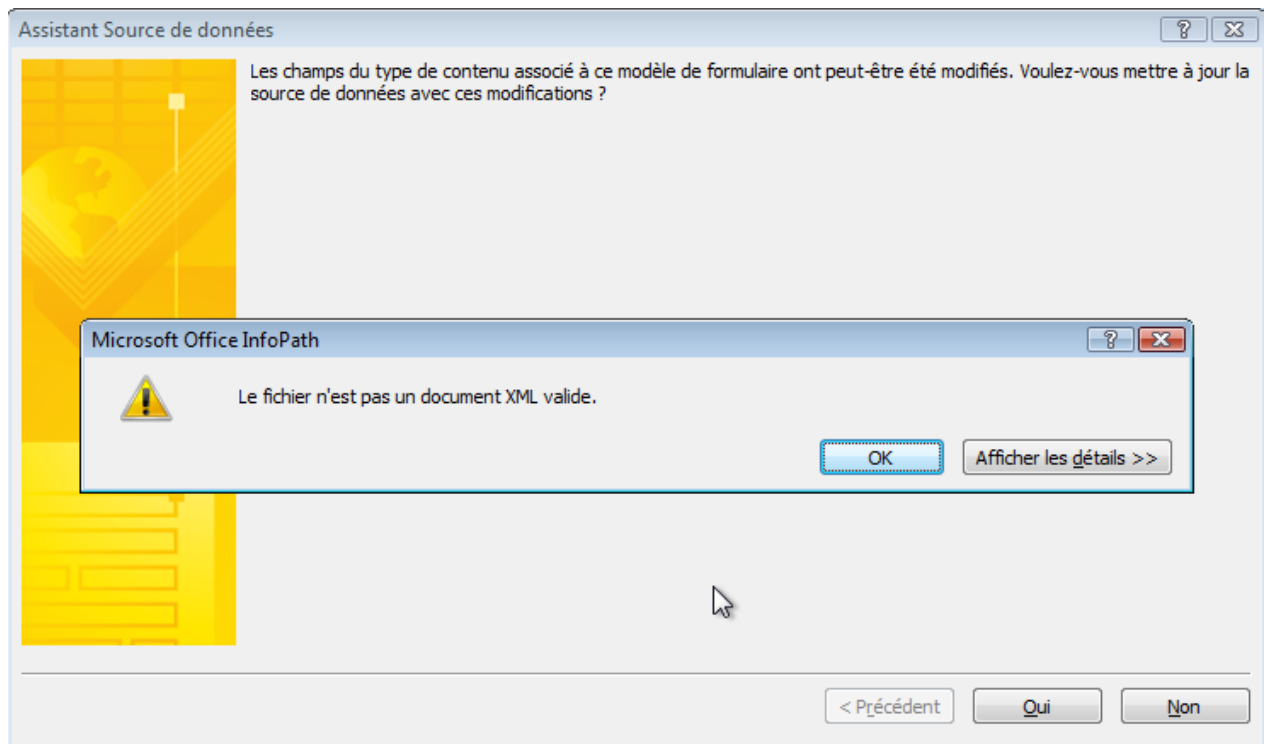 Assistant Source de données
Les champs du type de contenu associé à ce modèle de formulaire ont peut-être été modifiés. Voulez-vous mettre à jour la
source de données avec ces modifications ?
Microsoft Office InfoPath
Le fichier n'est pas un document XML valide.
OK
Afficher les détails >>
< Précédent
Oui
Non